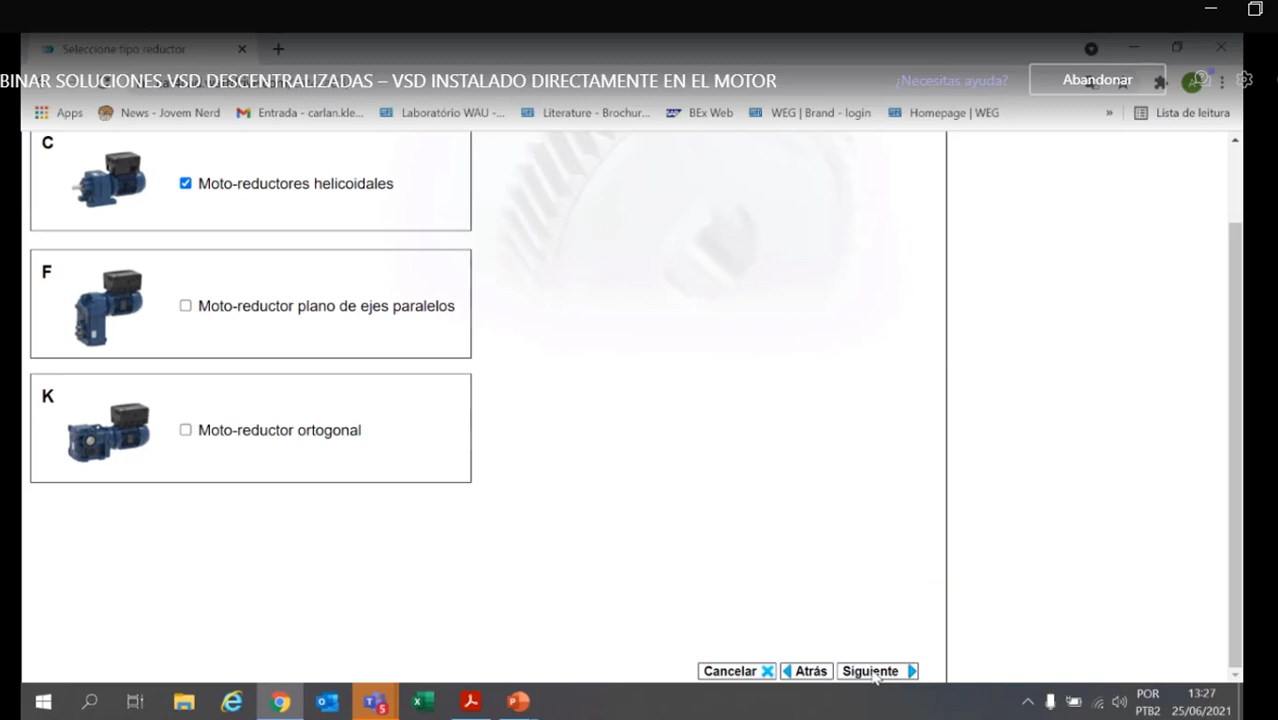 Seleccione tipo reductor
BINAR SOLUCIONES VSD DESCENTRALIZADAS – VSD INSTALADO DIRECTAMENTE EN EL MOTOR
¿Necesitas ayuda?
Abandonar
Apps
News - Jovem Nerd
Entrada - carlan.kle...
Laboratório WAU -...
Literature - Brochur...
BEx Web
WEG | Brand - login
Homepage | WEG
»
Lista de leitura
C
Moto-reductores helicoidales
F
Moto-reductor plano de ejes paralelos
K
Moto-reductor ortogonal
Cancelar
Atrás
Siguiente
POR
PTB2
13:27
25/06/2021